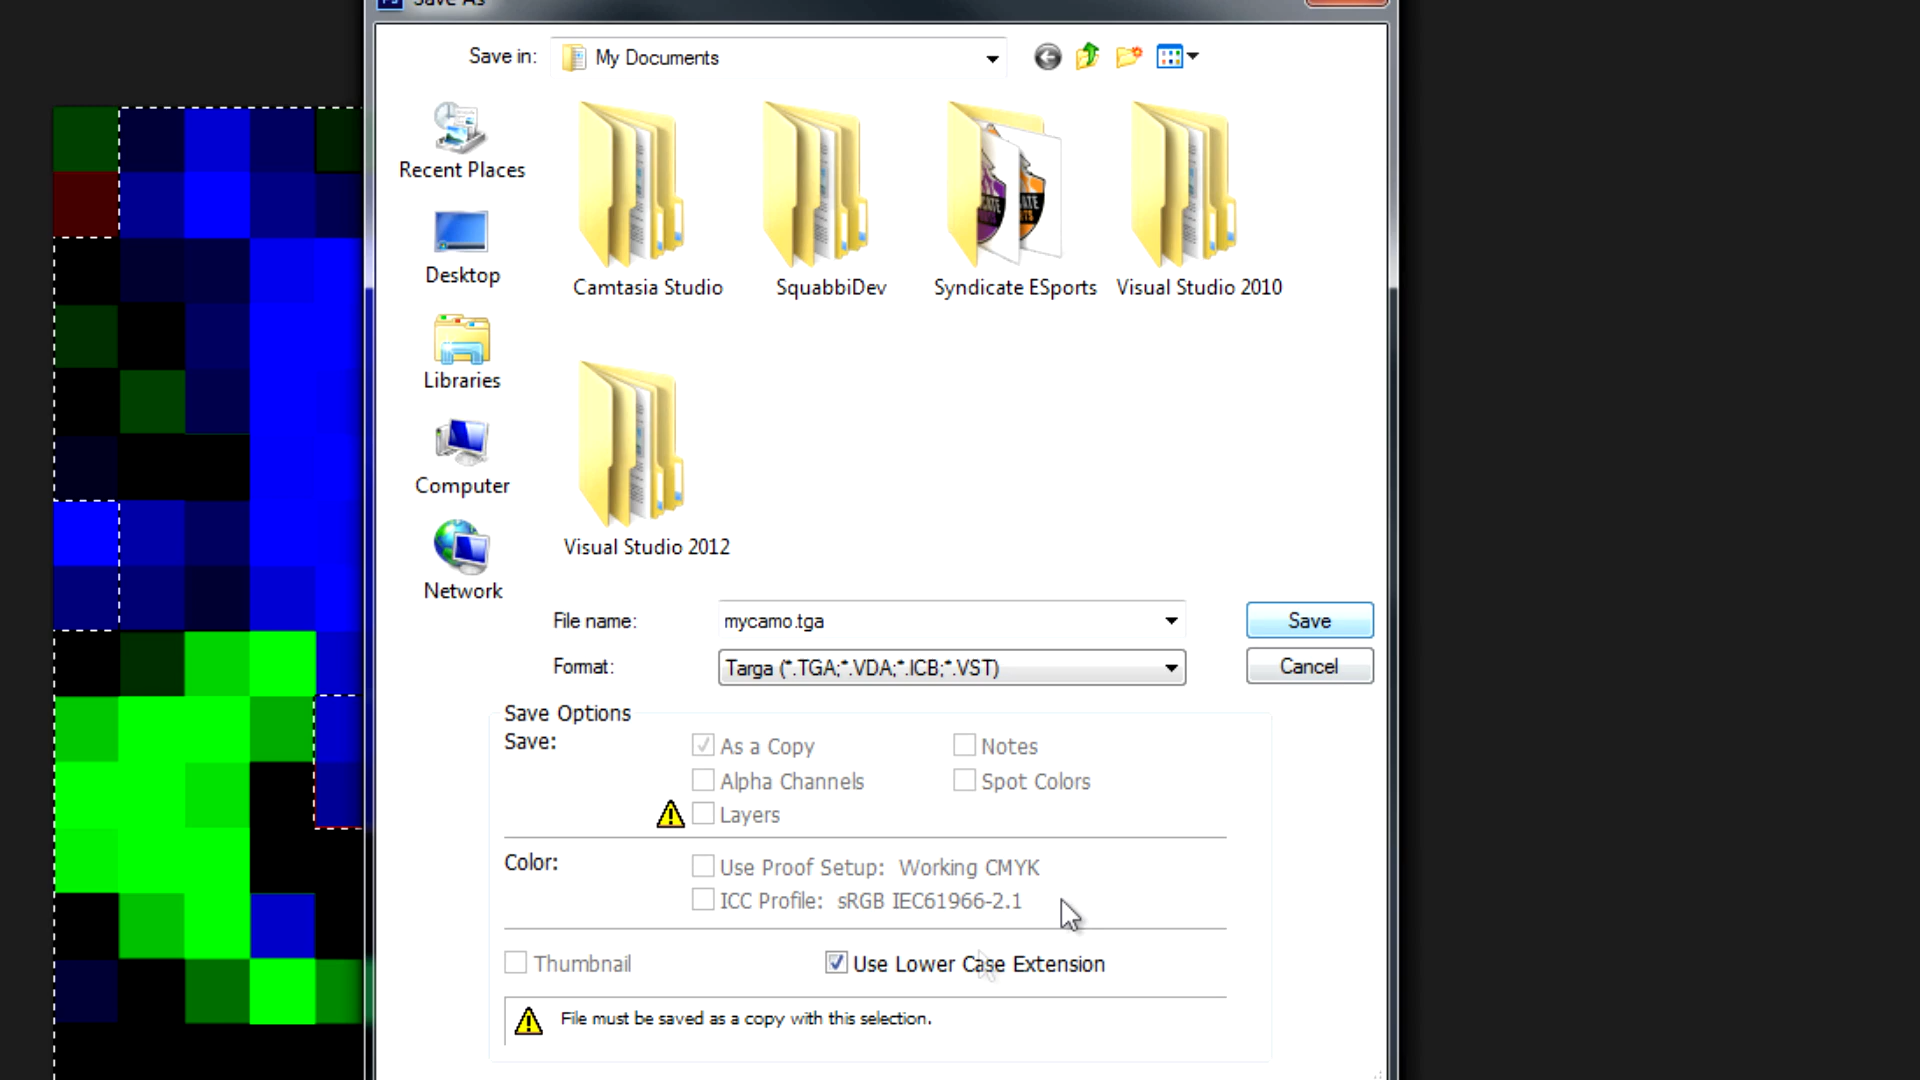 Save As
Save in: My Documents
Recent Places
Desktop
Libraries
Computer
Network
Camtasia Studio
SquabbiDev
Syndicate ESports
Visual Studio 2010
Visual Studio 2012
File name: mycamo.tga
Save
Format: Targa (*.TGA;*.VDA;*.ICB;*.VST)
Cancel
Save Options
Save:
As a Copy
Notes
Alpha Channels
Spot Colors
Layers
Color:
Use Proof Setup: Working CMYK
ICC Profile: sRGB IEC61966-2.1
Thumbnail
Use Lower Case Extension
File must be saved as a copy with this selection.